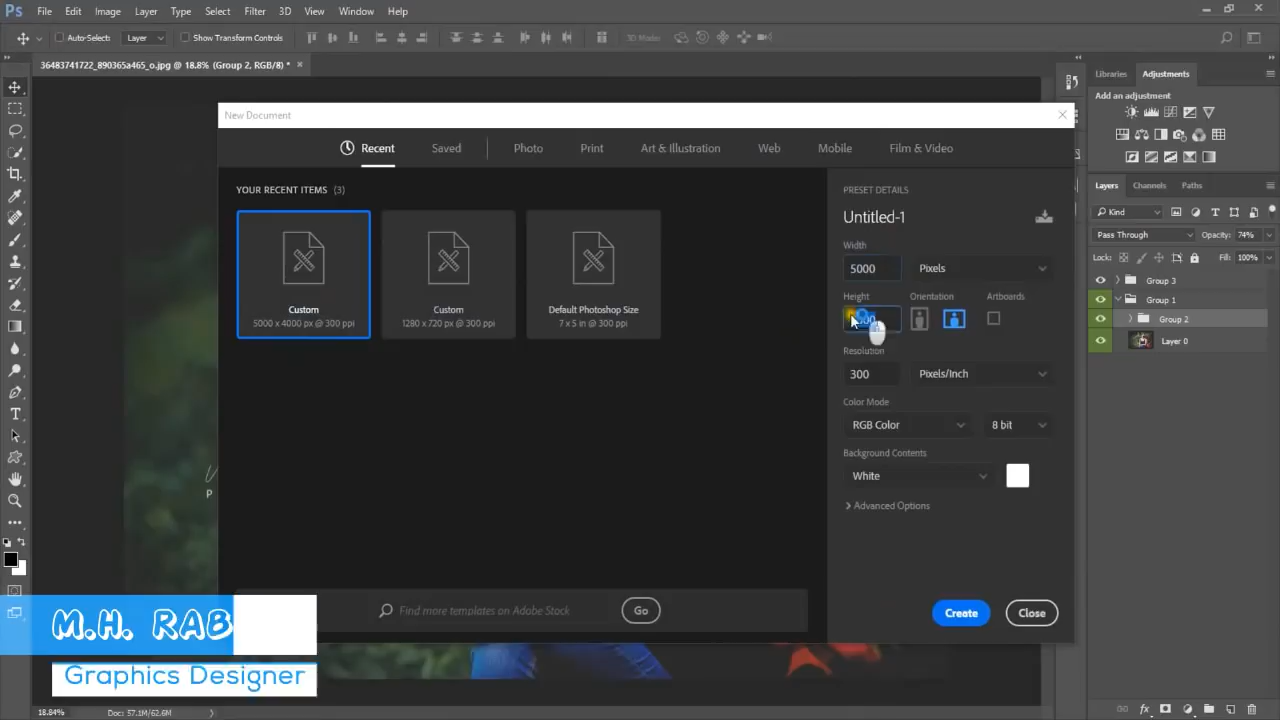 Ps File Edit Image Layer Type Select Filter 3D View Window Help
Auto-Select: Layer Show Transform Controls 3D Mode:
36483741722_890365a465_o.jpg @ 18.8% (Group 2, RGB/8) * ×
Libraries Adjustments
Add an adjustment
New Document
Recent Saved Photo Print Art & Illustration Web Mobile Film & Video
YOUR RECENT ITEMS (3)
Custom
5000 x 4000 px @ 300 ppi
Custom
1280 x 720 px @ 300 ppi
Default Photoshop Size
7 x 5 in @ 300 ppi
PRESET DETAILS
Untitled-1
Width
5000 Pixels
Height Orientation Artboards
Resolution
300 Pixels/Inch
Color Mode
RGB Color 8 bit
Background Contents
White
Advanced Options
Find more templates on Adobe Stock Go
Create Close
Layers Channels Paths
Kind
Pass Through Opacity: 74%
Lock: Fill: 100%
Group 3
Group 1
Group 2
Layer 0
P
M.H. RAB
Graphics Designer
18.84% Doc: 57.1M/62.6M